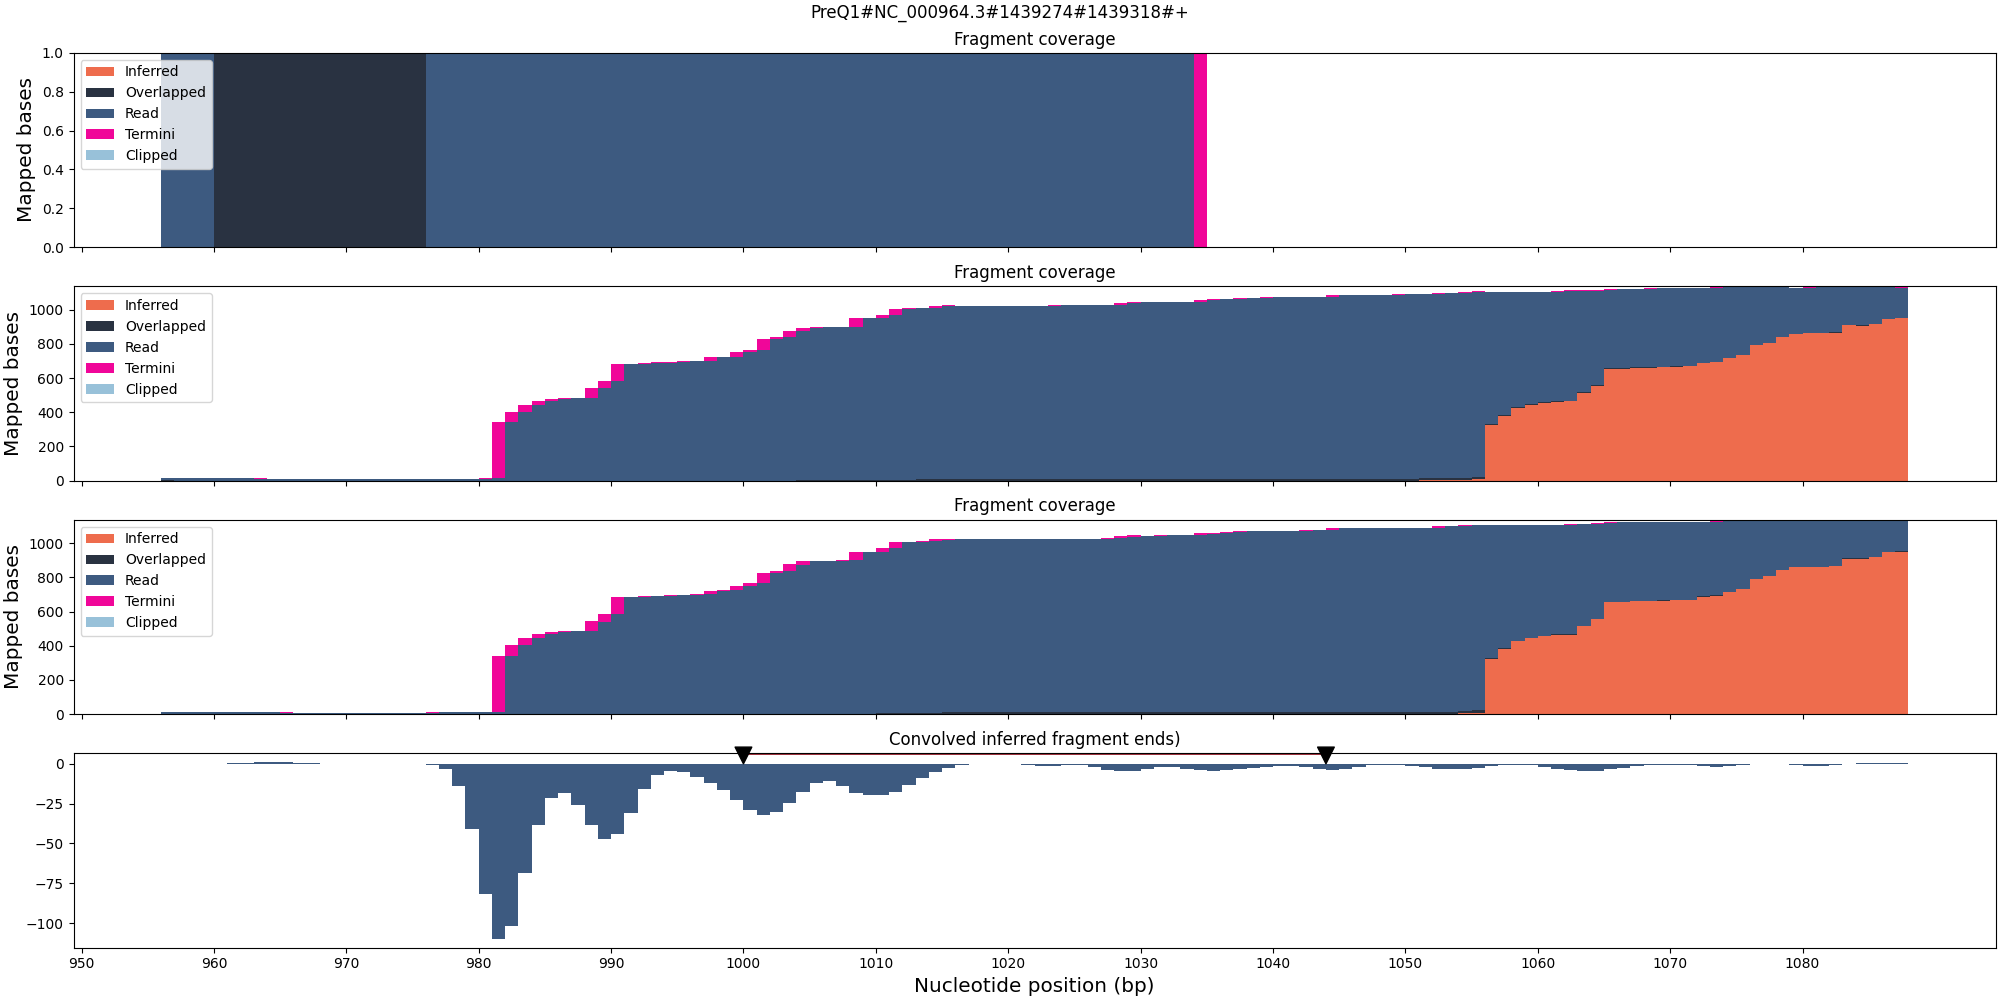 PreQ1#NC_000964.3#1439274#1439318#+
Fragment coverage
Mapped bases
1.0
0.8
0.6
0.4
0.2
0.0
Inferred
Overlapped
Read
Termini
Clipped
Fragment coverage
Mapped bases
1000
800
600
400
200
0
Inferred
Overlapped
Read
Termini
Clipped
Fragment coverage
Mapped bases
1000
800
600
400
200
0
Inferred
Overlapped
Read
Termini
Clipped
Convolved inferred fragment ends)
0
−25
−50
−75
−100
950 960 970 980 990 1000 1010 1020 1030 1040 1050 1060 1070 1080
Nucleotide position (bp)